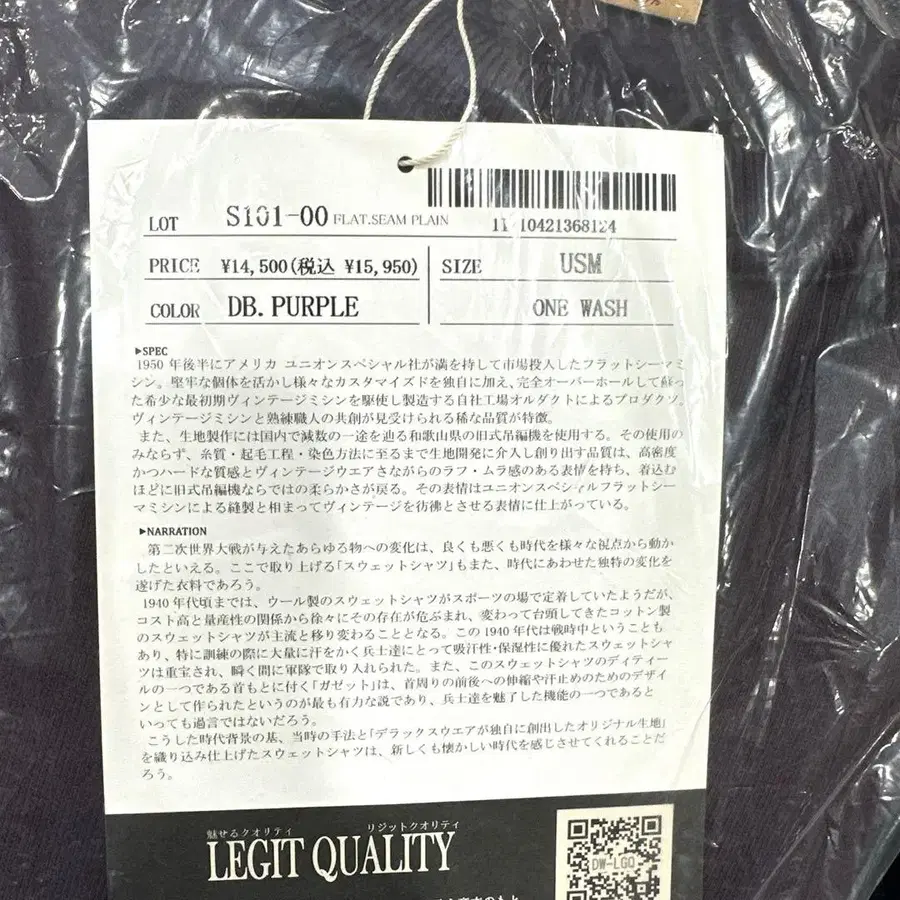 LOT S101-00 FLAT.SEAM PLAIN
PRICE ¥14,500(税込 ¥15,950)
SIZE USM
COLOR DB. PURPLE
ONE WASH
▶SPEC
1950 年後半にアメリカ ユニオンスペシャル社が満を持して市場投入したフラットシーマミ
シン。堅牢な個体を活かし様々なカスタマイズドを独自に加え、完全オーバーホールして蘇っ
た希少な最初期ヴィンテージミシンを駆使し製造する自社工場オルダクトによるプロダクツ。
ヴィンテージミシンと熟練職人の共創が見受けられる稀な品質が特徴。
また、生地製作には国内で減数の一途を辿る和歌山県の旧式吊編機を使用する。その使用の
みならず、糸質・起毛工程・染色方法に至るまで生地開発に介入し創り出す品質は、高密度
かつハードな質感とヴィンテージウエアさながらのラフ・ムラ感のある表情を持ち、着込む
ほどに旧式吊編機ならではの柔らかさが戻る。その表情はユニオンスペシャルフラットシー
マミシンによる縫製と相まってヴィンテージを彷彿とさせる表情に仕上がっている。
▶NARRATION
第二次世界大戦が与えたあらゆる物への変化は、良くも悪くも時代を様々な視点から動か
したといえる。ここで取り上げる「スウェットシャツ」もまた、時代にあわせた独特の変化を
遂げた衣料であろう。
1940 年代頃までは、ウール製のスウェットシャツがスポーツの場で定着していたようだが、
コスト高と量産性の関係から徐々にその存在が危ぶまれ、変わって台頭してきたコットン製
のスウェットシャツが主流と移り変わることとなる。この 1940 年代は戦時中ということも
あり、特に訓練の際に大量に汗をかく兵士達にとって吸汗性・保湿性に優れたスウェットシャ
ツは重宝され、瞬く間に軍隊で取り入れられた。また、このスウェットシャツのディティー
ルの一つである首もとに付く「ガゼット」は、首周りの前後への伸縮や汗止めのためのデザイ
ンとして作られたというのが最も有力な説であり、兵士達を魅了した機能の一つであると
いっても過言ではないだろう。
こうした時代背景の基、当時の手法と「デラックスウエアが独自に創出したオリジナル生地」
を織り込み仕上げたスウェットシャツは、新しくも懐かしい時代を感じさせてくれることだ
ろう。
魅せるクオリティ リジットクオリティ
LEGIT QUALITY
DW-LGQ